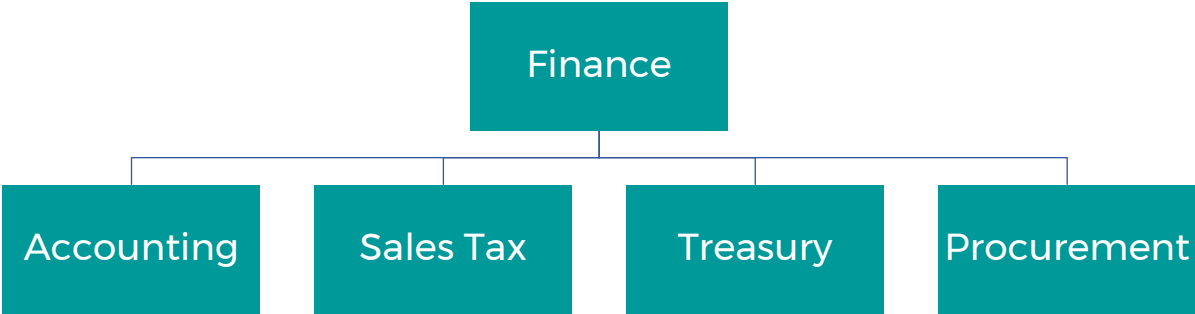 Finance
Accounting
Sales Tax
Treasury
Procurement